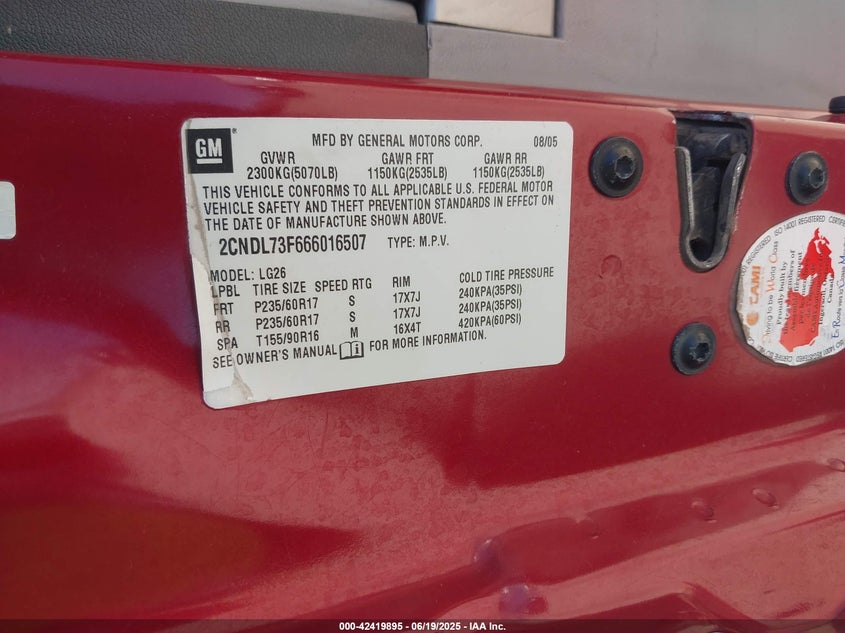 GM
MFD BY GENERAL MOTORS CORP. 08/05
GVWR GAWR FRT GAWR RR
2300KG(5070LB) 1150KG(2535LB) 1150KG(2535LB)
THIS VEHICLE CONFORMS TO ALL APPLICABLE U.S. FEDERAL MOTOR
VEHICLE SAFETY AND THEFT PREVENTION STANDARDS IN EFFECT ON
THE DATE OF MANUFACTURE SHOWN ABOVE.
2CNDL73F666016507 TYPE: M.P.V.
MODEL: LG26
LPBL TIRE SIZE SPEED RTG RIM COLD TIRE PRESSURE
FRT P235/60R17 S 17X7J 240KPA(35PSI)
RR P235/60R17 S 17X7J 240KPA(35PSI)
SPA T155/90R16 M 16X4T 420KPA(60PSI)
SEE OWNER'S MANUAL FOR MORE INFORMATION.
CAMI
Proudly built by
000-42419895 - 06/19/2025 - IAA Inc.